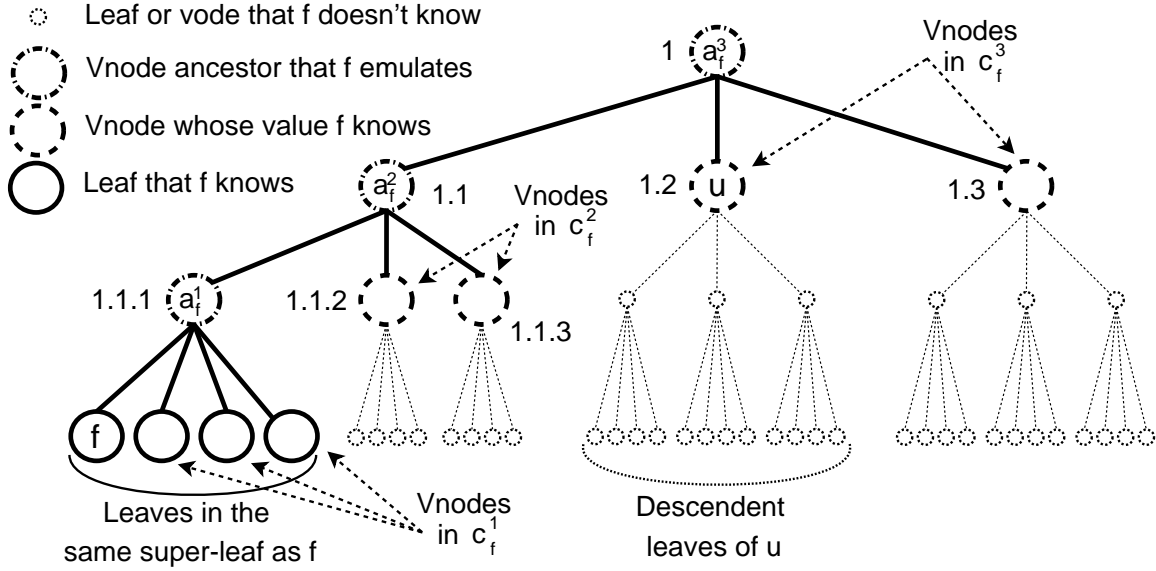 Leaf or vode that f doesn't know
Vnode ancestor that f emulates
Vnode whose value f knows
Leaf that f knows
1
a_f^3
Vnodes
in c_f^3
a_f^2
1.1
1.2
u
1.3
Vnodes
in c_f^2
1.1.1
a_f^1
1.1.2
1.1.3
f
Leaves in the
same super-leaf as f
Vnodes
in c_f^1
Descendent
leaves of u